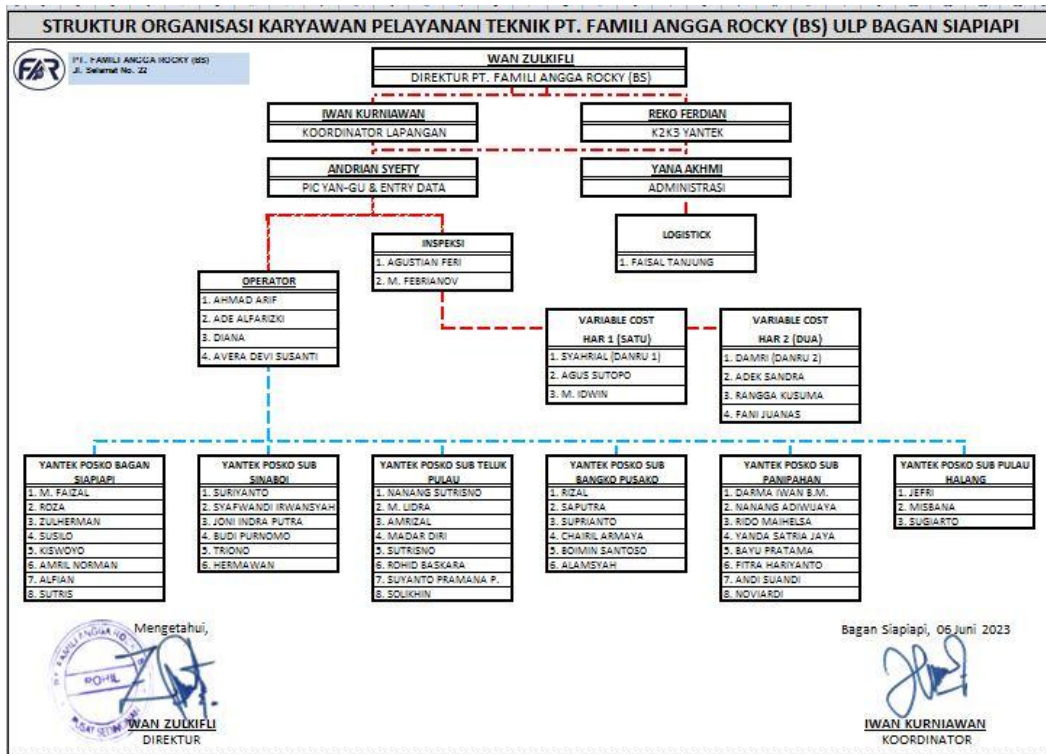 STRUKTUR ORGANISASI KARYAWAN PELAYANAN TEKNIK PT. FAMILI ANGGA ROCKY (BS) ULP BAGAN SIAPIAPI
FAR
PT. FAMILI ANGGA ROCKY (BS)
Jl. Selamat No. 22
WAN ZULKIFLI
DIREKTUR PT. FAMILI ANGGA ROCKY (BS)
IWAN KURNIAWAN
KOORDINATOR LAPANGAN
REKO FERDIAN
K2K3 YANTEK
ANDRIAN SYEFTY
PIC YAN-GU & ENTRY DATA
YANA AKHMI
ADMINISTRASI
INSPEKSI
1. AGUSTIAN FERI
2. M. FEBRIANOV
LOGISTICK
1. FAISAL TANJUNG
OPERATOR
1. AHMAD ARIF
2. ADE ALFARIZKI
3. DIANA
4. AVERA DEVI SUSANTI
VARIABLE COST
HAR 1 (SATU)
1. SYAHRIAL (DANRU 1)
2. AGUS SUTOPO
3. M. IDWIN
VARIABLE COST
HAR 2 (DUA)
1. DAMRI (DANRU 2)
2. ADEK SANDRA
3. RANGGA KUSUMA
4. FANI JUANAS
YANTEK POSKO BAGAN
SIAPIAPI
1. M. FAIZAL
2. ROZA
3. ZULHERMAN
4. SUSILO
5. KISWOYO
6. AMRIL NORMAN
7. ALFIAN
8. SUTRIS
YANTEK POSKO SUB
SINABOI
1. SURIYANTO
2. SYAFWANDI IRWANSYAH
3. JONI INDRA PUTRA
4. BUDI PURNOMO
5. TRIONO
6. HERMAWAN
YANTEK POSKO SUB TELUK
PULAU
1. NANANG SUTRISNO
2. M. LIDRA
3. AMRIZAL
4. MADAR DIRI
5. SUTRISNO
6. ROHID BASKARA
7. SUYANTO PRAMANA P.
8. SOLIKHIN
YANTEK POSKO SUB
BANGKO PUSAKO
1. RIZAL
2. SAPUTRA
3. SUPRIANTO
4. CHAIRIL ARMAYA
5. BOIMIN SANTOSO
6. ALAMSYAH
YANTEK POSKO SUB
PANIPAHAN
1. DARMA IWAN B.M.
2. NANANG ADIWIJAYA
3. RIDO MAIHELSA
4. YANDA SATRIA JAYA
5. BAYU PRATAMA
6. FITRA HARIYANTO
7. ANDI SUANDI
8. NOVIARDI
YANTEK POSKO SUB PULAU
HALANG
1. JEFRI
2. MISBANA
3. SUGIARTO
Mengetahui,
ROHIL
WAN ZULKIFLI
DIREKTUR
Bagan Siapiapi, 06 Juni 2023
IWAN KURNIAWAN
KOORDINATOR